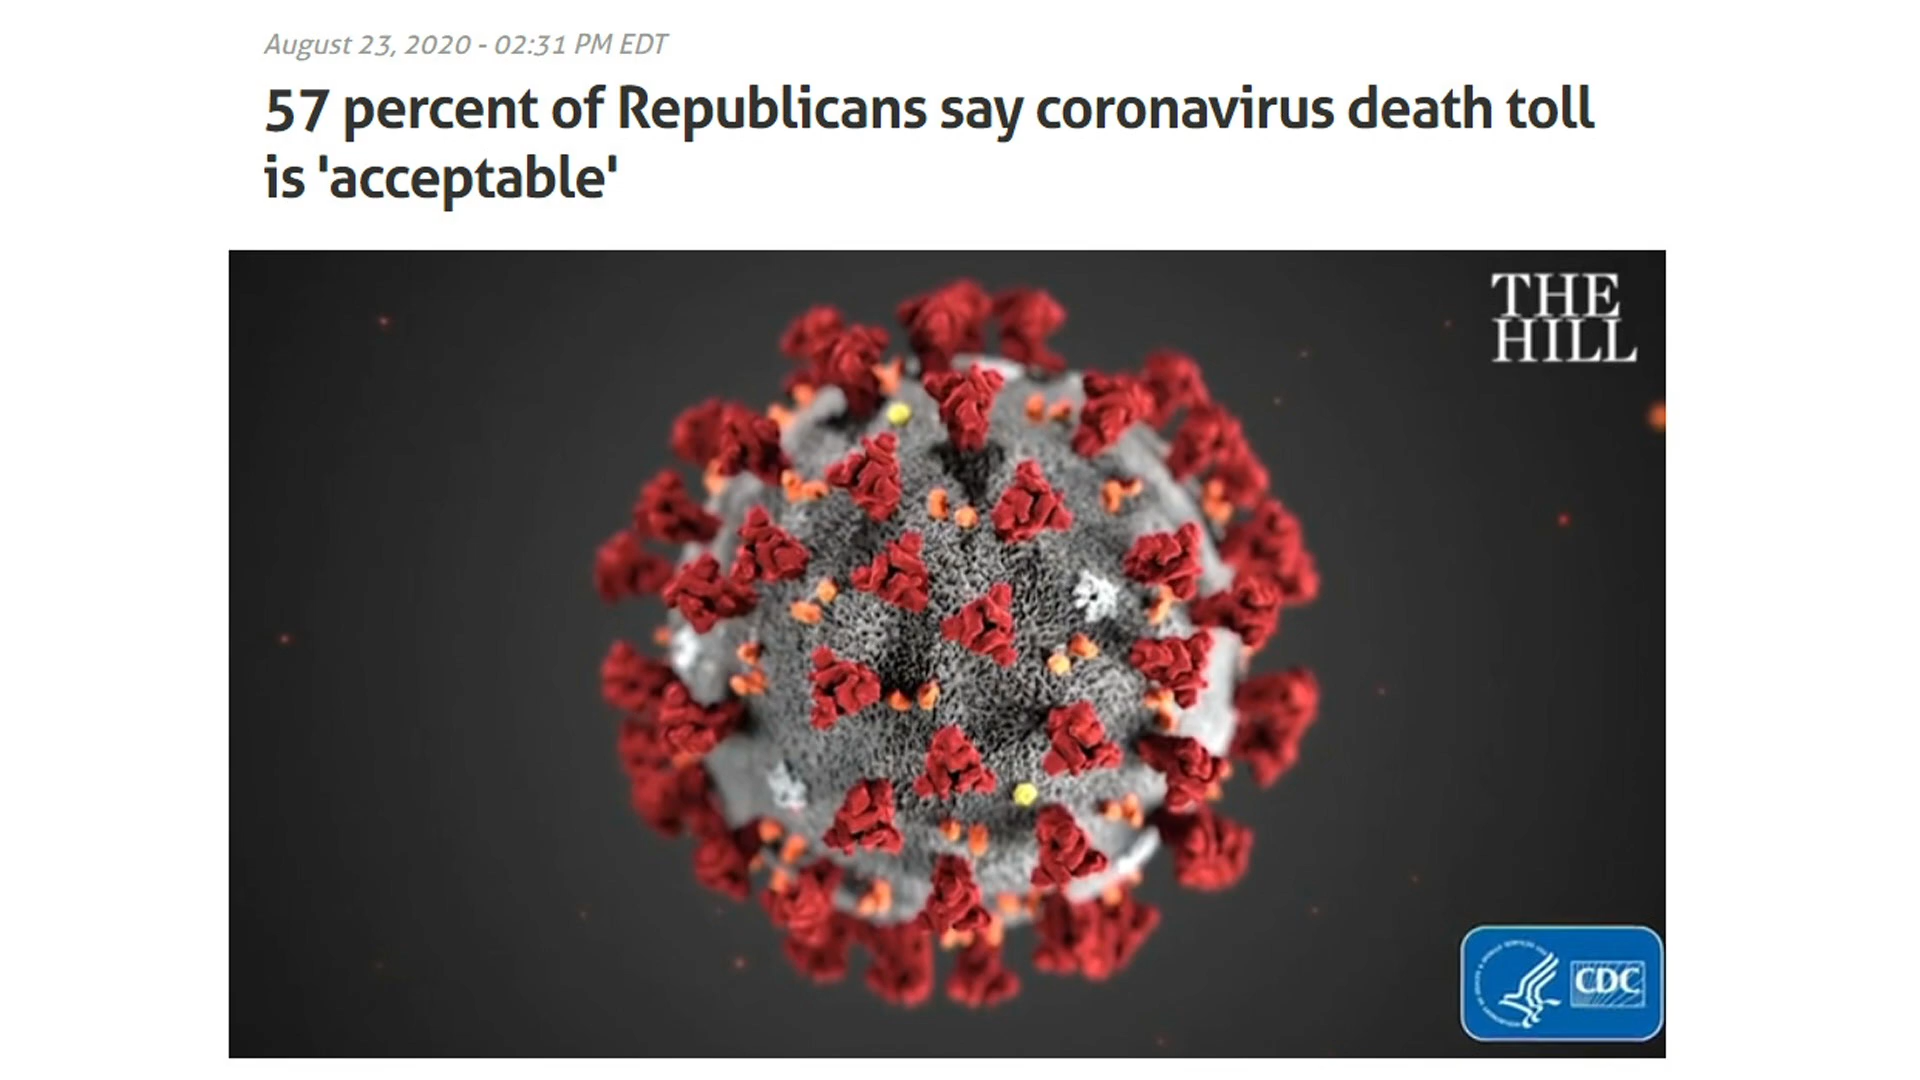 August 23, 2020 - 02:31 PM EDT
57 percent of Republicans say coronavirus death toll
is 'acceptable'
THE
HILL
CDC